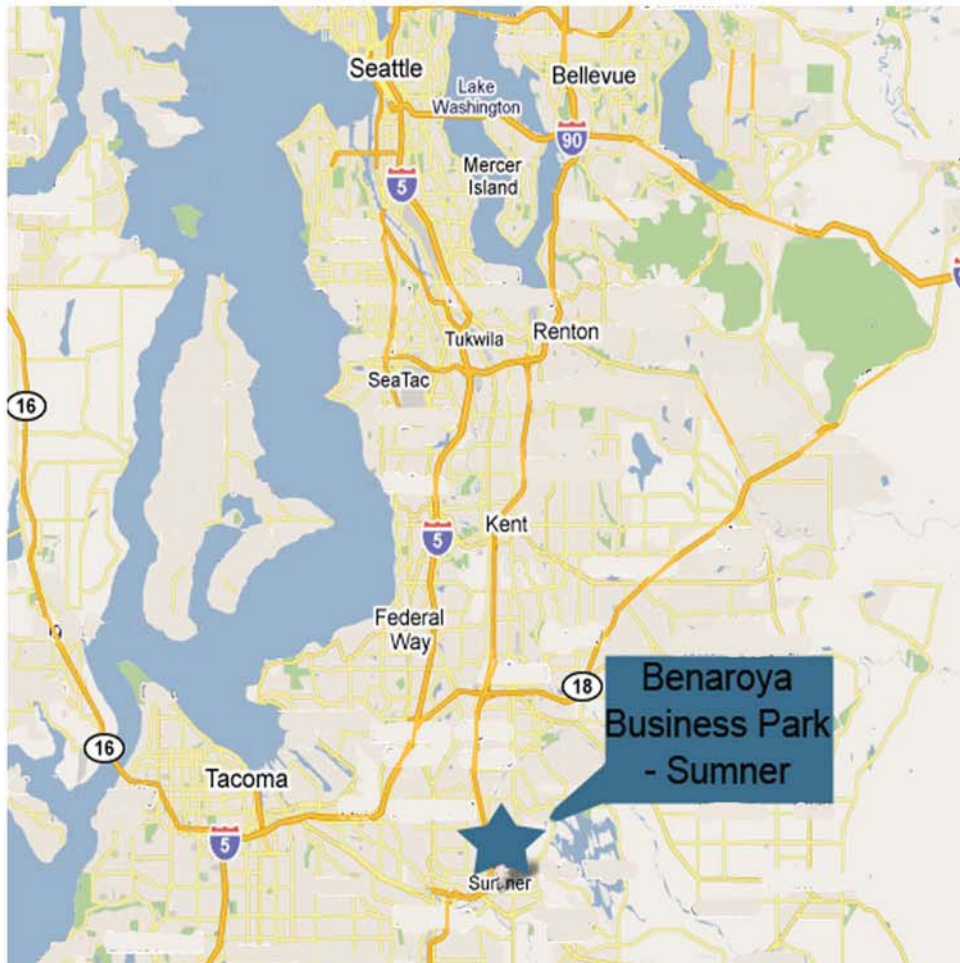 Seattle
Bellevue
Lake
Washington
90
Mercer
Island
5
Tukwila
Renton
SeaTac
16
Kent
5
Federal
Way
18
Benaroya
Business Park
- Sumner
16
Tacoma
5
Sumner